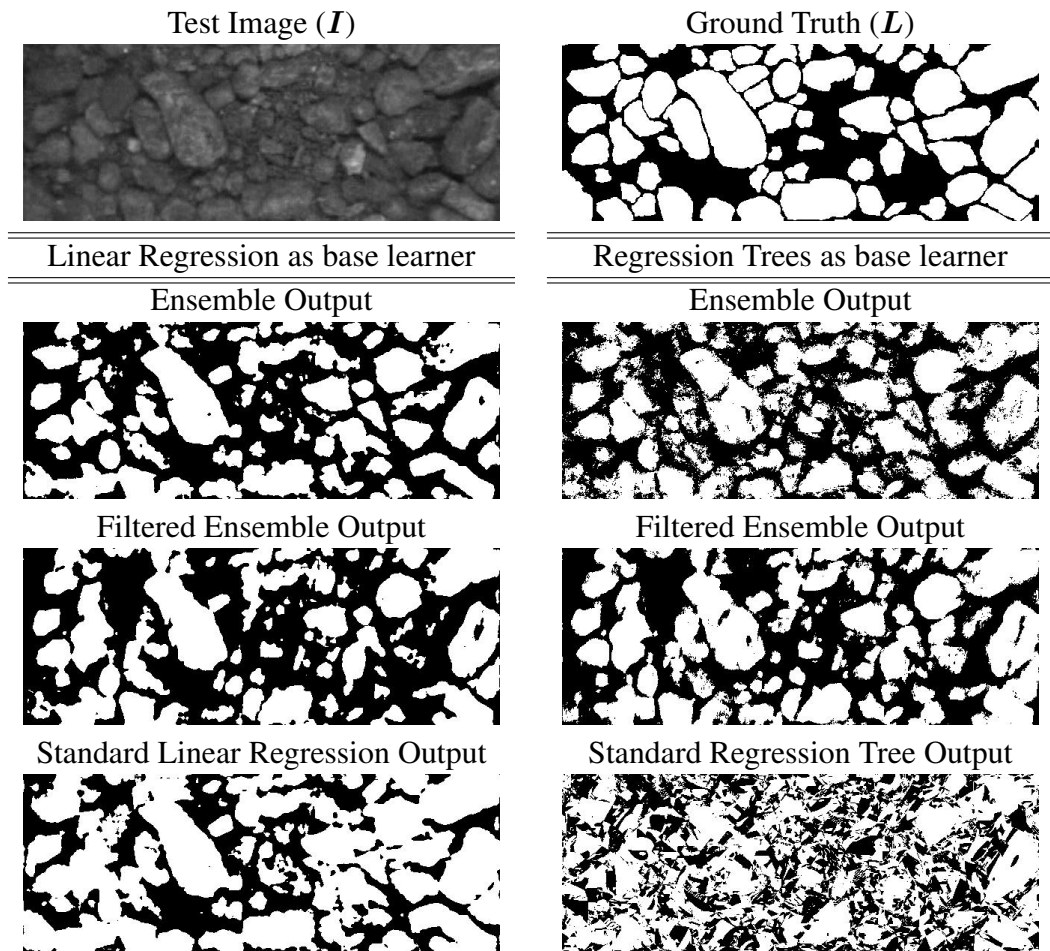 Test Image (I)
Ground Truth (L)
Linear Regression as base learner
Regression Trees as base learner
Ensemble Output
Ensemble Output
Filtered Ensemble Output
Filtered Ensemble Output
Standard Linear Regression Output
Standard Regression Tree Output